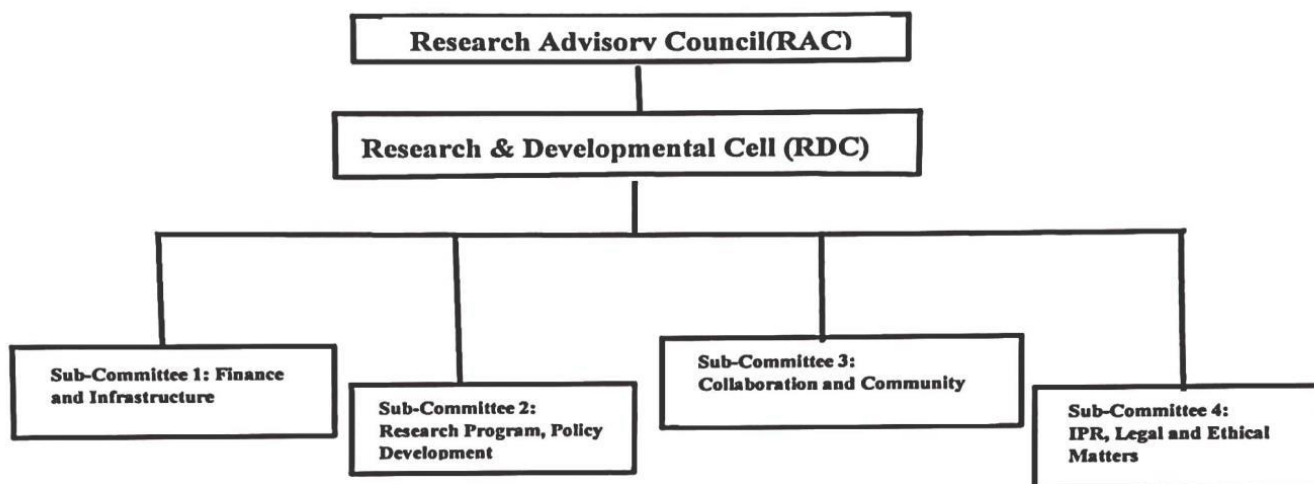 Research Advisory Council(RAC)
Research & Developmental Cell (RDC)
Sub-Committee 1: Finance
and Infrastructure
Sub-Committee 2:
Research Program, Policy
Development
Sub-Committee 3:
Collaboration and Community
Sub-Committee 4:
IPR, Legal and Ethical
Matters